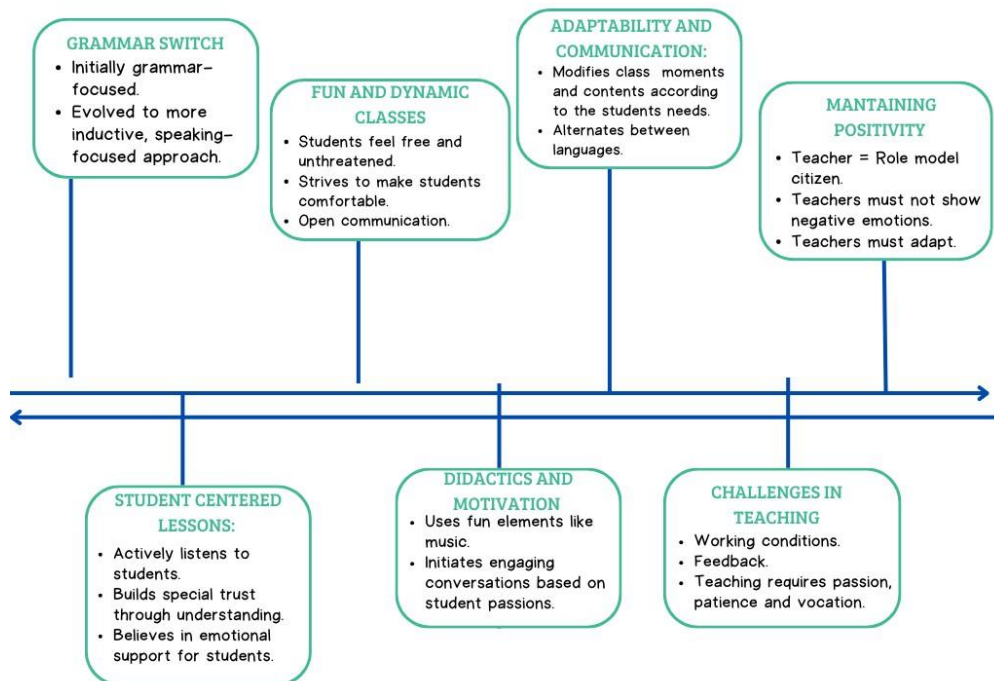 GRAMMAR SWITCH
• Initially grammar-
focused.
• Evolved to more
inductive, speaking-
focused approach.
FUN AND DYNAMIC
CLASSES
• Students feel free and
unthreatened.
• Strives to make students
comfortable.
• Open communication.
ADAPTABILITY AND
COMMUNICATION:
• Modifies class moments
and contents according
to the students needs.
• Alternates between
languages.
MANTAINING
POSITIVITY
• Teacher = Role model
citizen.
• Teachers must not show
negative emotions.
• Teachers must adapt.
STUDENT CENTERED
LESSONS:
• Actively listens to
students.
• Builds special trust
through understanding.
• Believes in emotional
support for students.
DIDACTICS AND
MOTIVATION
• Uses fun elements like
music.
• Initiates engaging
conversations based on
student passions.
CHALLENGES IN
TEACHING
• Working conditions.
• Feedback.
• Teaching requires passion,
patience and vocation.